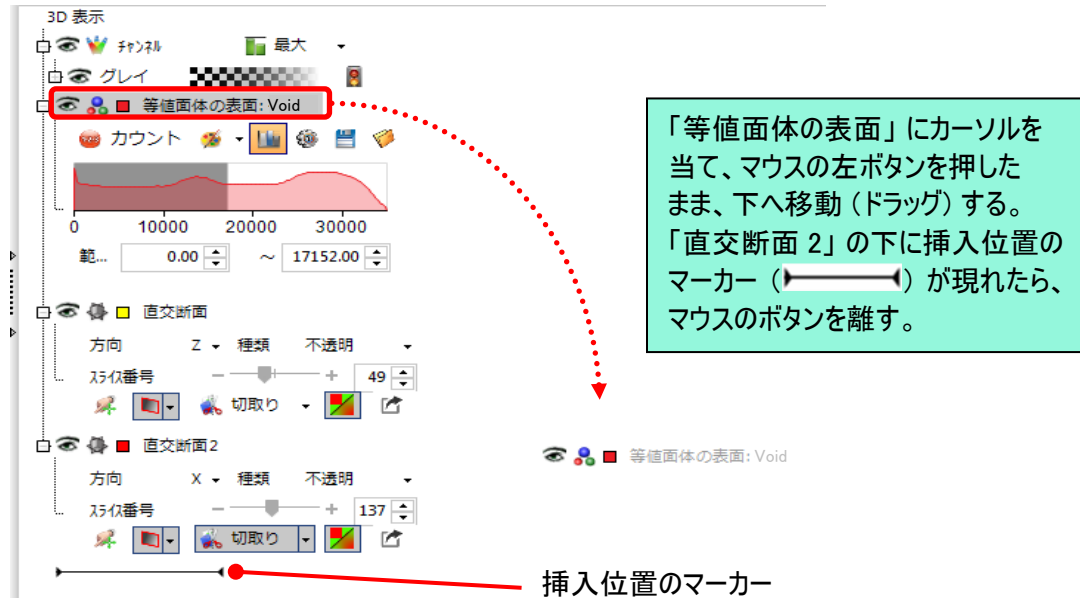 3D 表示
チャンネル 最大
グレイ
等値面体の表面: Void
カウント
0 10000 20000 30000
範... 0.00 ～ 17152.00
直交断面
方向 Z 種類 不透明
スライス番号 − + 49
切取り
直交断面2
方向 X 種類 不透明
スライス番号 − + 137
切取り
「等値面体の表面」にカーソルを
当て、マウスの左ボタンを押した
まま、下へ移動（ドラッグ）する。
「直交断面 2」の下に挿入位置の
マーカー（）が現れたら、
マウスのボタンを離す。
等値面体の表面: Void
挿入位置のマーカー